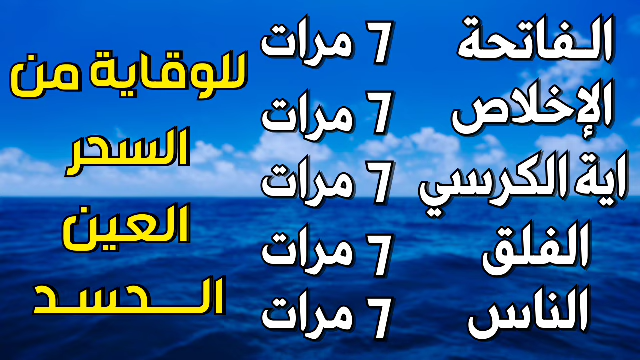 الفاتحة 7 مرات
الإخلاص 7 مرات
اية الكرسي 7 مرات
الفلق 7 مرات
الناس 7 مرات
للوقاية من
السحر
العين
الــحسـد